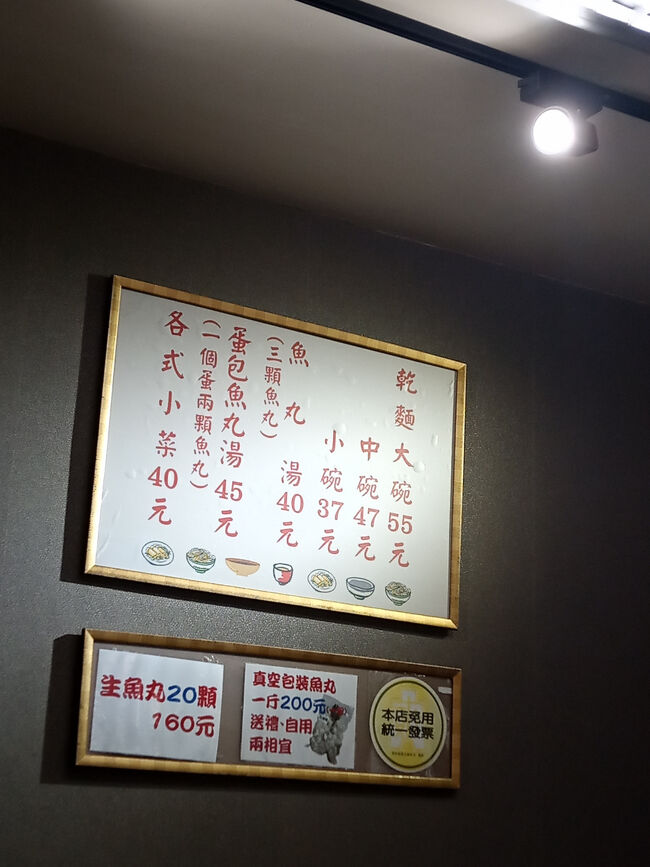 乾麵大碗55元
中碗47元
小碗37元
魚丸湯40元
(三顆魚丸)
蛋包魚丸湯45元
(一個蛋兩顆魚丸)
各式小菜40元
生魚丸20顆
160元
真空包裝魚丸
一斤200元
送禮、自用
兩相宜
本店免用
統一發票